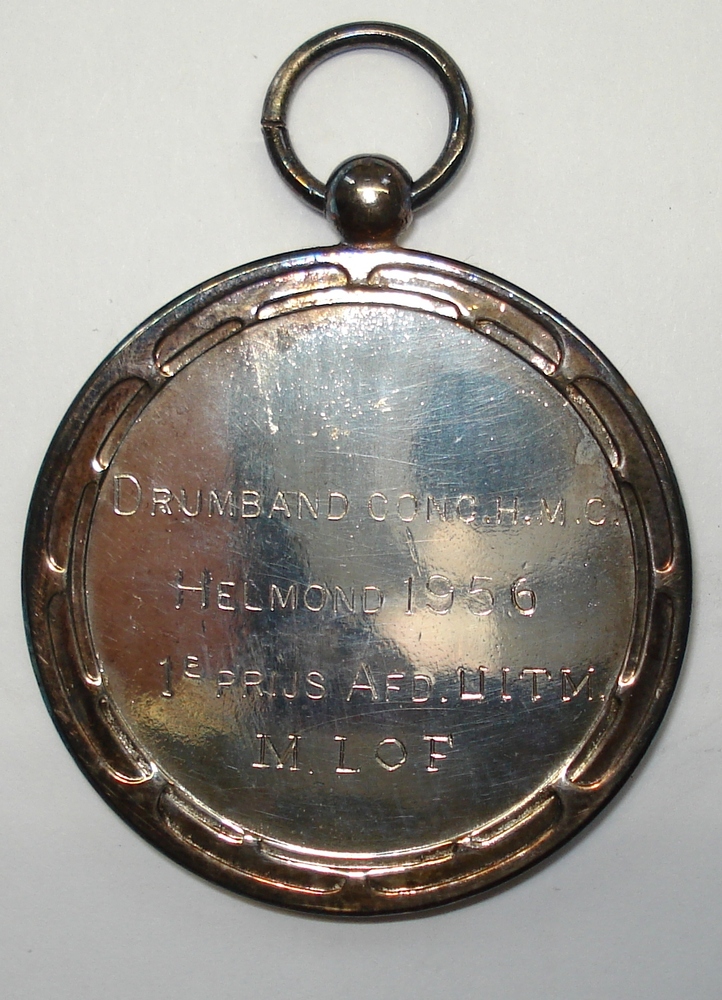 DRUMBAND CONC.H.M.C.
HELMOND 1956
1E PRIJS AFD. UITM.
M. LOF